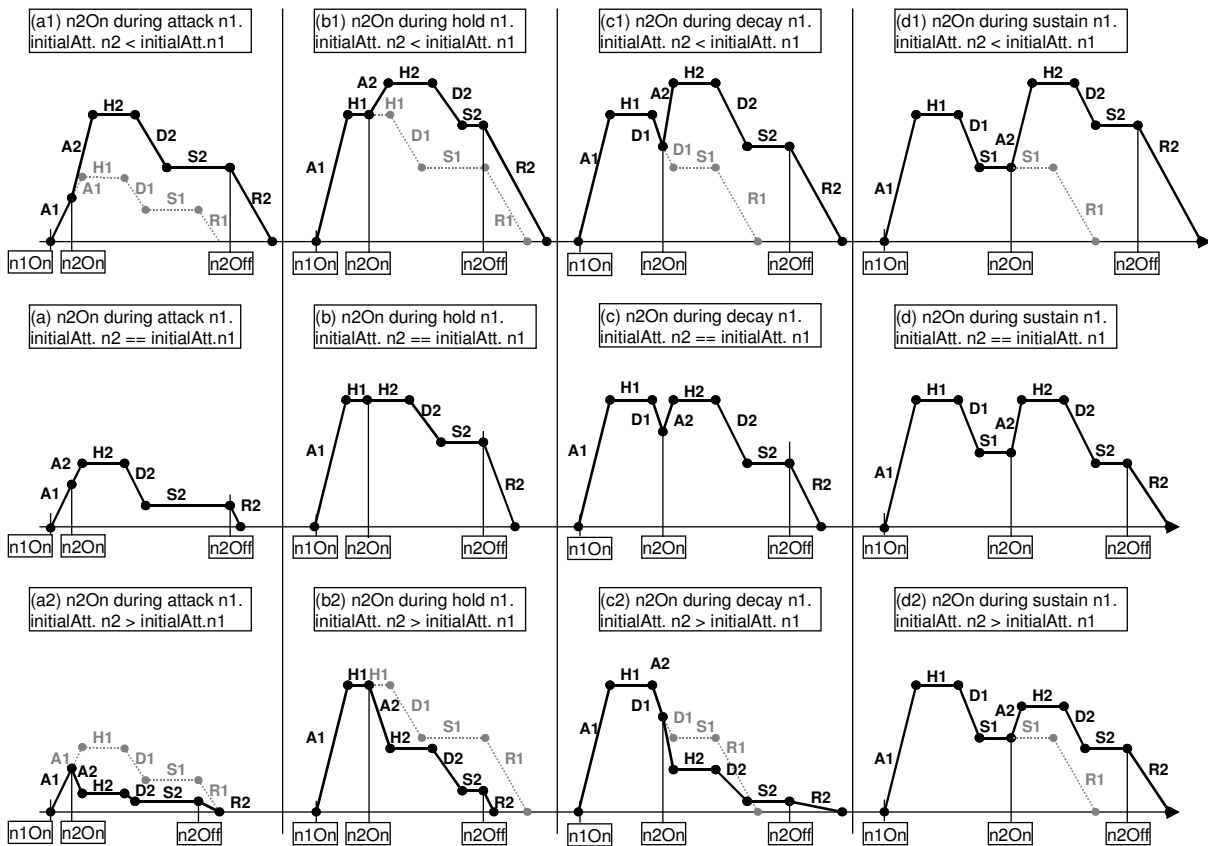 (a1) n2On during attack n1.
initialAtt. n2 < initialAtt.n1
(b1) n2On during hold n1.
initialAtt. n2 < initialAtt. n1
(c1) n2On during decay n1.
initialAtt. n2 < initialAtt. n1
(d1) n2On during sustain n1.
initialAtt. n2 < initialAtt. n1
A1
A2
H2
D2
S2
R2
A1
H1
D1
S1
R1
n1On
n2On
n2Off
A1
H1
A2
H2
D2
S2
R2
H1
D1
S1
n1On
n2On
n2Off
A1
H1
D1
A2
H2
D2
S2
R2
D1
S1
R1
n1On
n2On
n2Off
A1
H1
D1
S1
A2
H2
D2
S2
R2
S1
R1
n1On
n2On
n2Off
(a) n2On during attack n1.
initialAtt. n2 == initialAtt.n1
(b) n2On during hold n1.
initialAtt. n2 == initialAtt. n1
(c) n2On during decay n1.
initialAtt. n2 == initialAtt. n1
(d) n2On during sustain n1.
initialAtt. n2 == initialAtt. n1
A1
A2
H2
D2
S2
R2
n1On
n2On
n2Off
A1
H1
H2
D2
S2
R2
n1On
n2On
n2Off
A1
H1
D1
A2
H2
D2
S2
R2
n1On
n2On
n2Off
A1
H1
D1
S1
A2
H2
D2
S2
R2
n1On
n2On
n2Off
(a2) n2On during attack n1.
initialAtt. n2 > initialAtt.n1
(b2) n2On during hold n1.
initialAtt. n2 > initialAtt. n1
(c2) n2On during decay n1.
initialAtt. n2 > initialAtt. n1
(d2) n2On during sustain n1.
initialAtt. n2 > initialAtt. n1
A1
A2
H2
D2
S2
R2
A1
H1
D1
S1
R1
n1On
n2On
n2Off
A1
H1
A2
H2
D2
S2
R2
H1
D1
S1
R1
n1On
n2On
n2Off
A1
H1
D1
A2
H2
D2
S2
R2
D1
S1
R1
n1On
n2On
n2Off
A1
H1
D1
S1
A2
H2
D2
S2
R2
S1
R1
n1On
n2On
n2Off